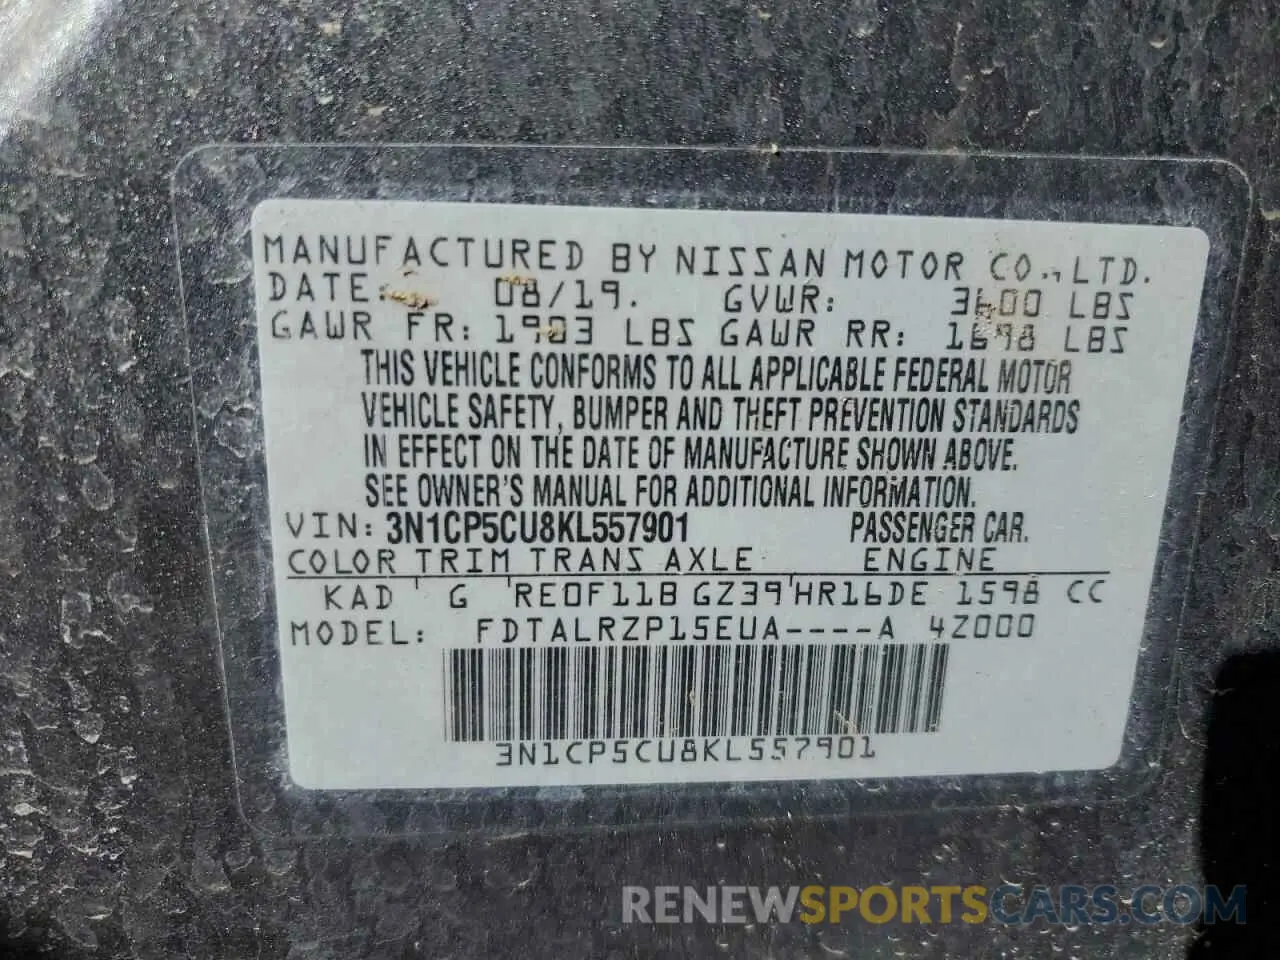 MANUFACTURED BY NISSAN MOTOR CO., LTD.
DATE: 08/19. GVWR: 3600 LBS
GAWR FR: 1903 LBS GAWR RR: 1698 LBS
THIS VEHICLE CONFORMS TO ALL APPLICABLE FEDERAL MOTOR
VEHICLE SAFETY, BUMPER AND THEFT PREVENTION STANDARDS
IN EFFECT ON THE DATE OF MANUFACTURE SHOWN ABOVE.
SEE OWNER'S MANUAL FOR ADDITIONAL INFORMATION.
VIN: 3N1CP5CU8KL557901 PASSENGER CAR.
COLOR TRIM TRANS AXLE ENGINE
KAD G RE0F11B GZ39 HR16DE 1598 CC
MODEL: FDTALRZP15EUA----A 4Z000
3N1CP5CU8KL557901
RENEWSPORTSCARS.COM